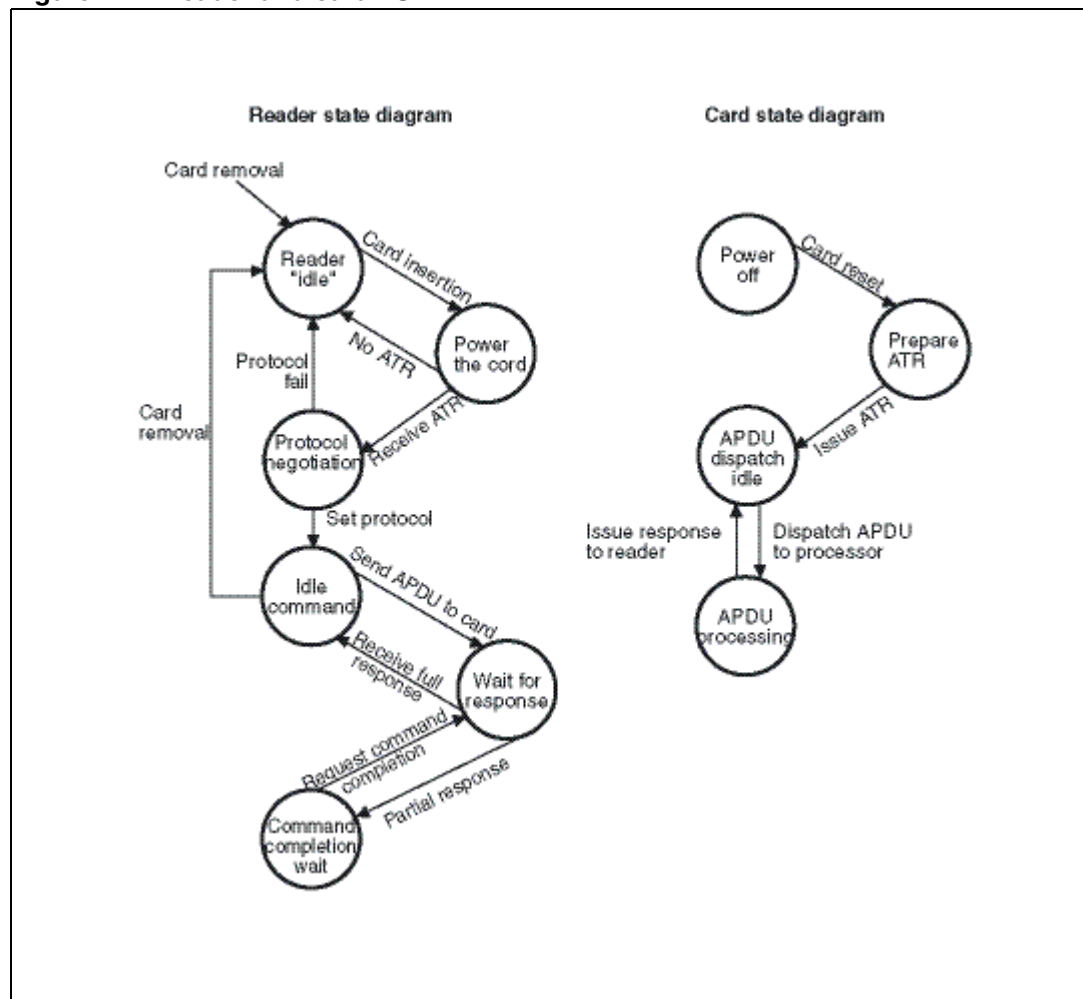 Reader state diagram
Card removal
Reader
"idle"
Card insertion
Power
the cord
No ATR
Protocol
fail
Receive ATR
Card
removal
Protocol
negotiation
Set protocol
Idle
command
Send APDU to card
Receive full
response
Wait for
response
Request command
completion
Partial response
Command
completion
wait
Card state diagram
Power
off
Card reset
Prepare
ATR
Issue ATR
APDU
dispatch
idle
Issue response
to reader
Dispatch APDU
to processor
APDU
processing